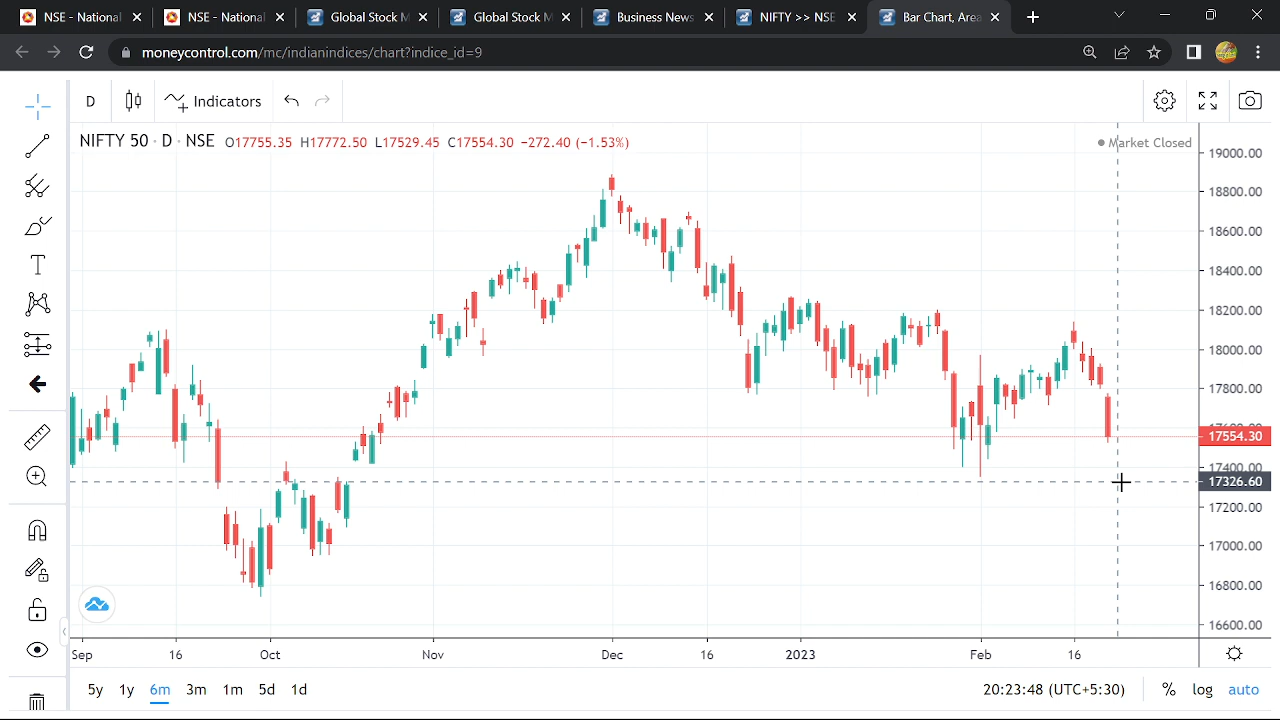 NSE - National
NSE - National
Global Stack M
Global Stack M
Business News
NIFTY >> NSE
Bar Chart, Area
moneycontrol.com/mc/indianindices/chart?indice_id=9
D
Indicators
NIFTY 50 · D · NSE O17755.35 H17772.50 L17529.45 C17554.30 -272.40 (-1.53%)
Market Closed
19000.00
18800.00
18600.00
18400.00
18200.00
18000.00
17800.00
17600.00
17554.30
17400.00
17326.60
17200.00
17000.00
16800.00
16600.00
Sep 16 Oct Nov Dec 16 2023 Feb 16
5y 1y 6m 3m 1m 5d 1d
20:23:48 (UTC+5:30) % log auto